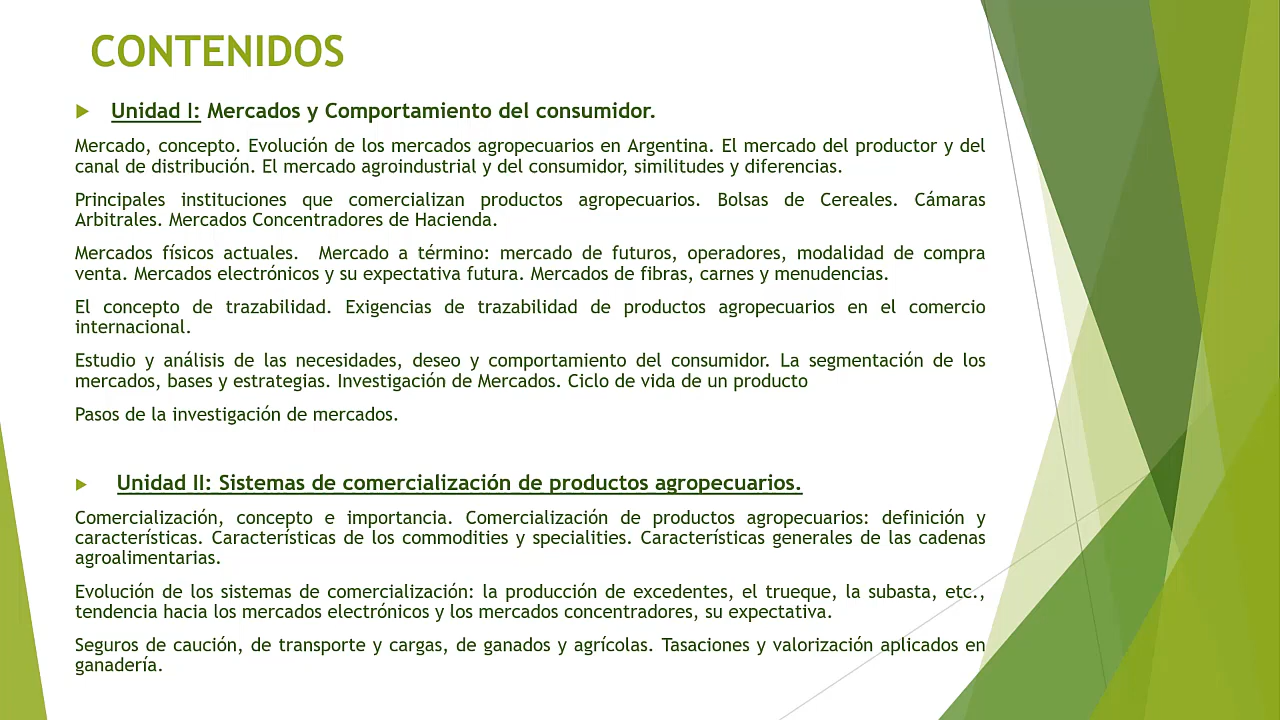 CONTENIDOS
Unidad I: Mercados y Comportamiento del consumidor.
Mercado, concepto. Evolución de los mercados agropecuarios en Argentina. El mercado del productor y del
canal de distribución. El mercado agroindustrial y del consumidor, similitudes y diferencias.
Principales instituciones que comercializan productos agropecuarios. Bolsas de Cereales. Cámaras
Arbitrales. Mercados Concentradores de Hacienda.
Mercados físicos actuales. Mercado a término: mercado de futuros, operadores, modalidad de compra
venta. Mercados electrónicos y su expectativa futura. Mercados de fibras, carnes y menudencias.
El concepto de trazabilidad. Exigencias de trazabilidad de productos agropecuarios en el comercio
internacional.
Estudio y análisis de las necesidades, deseo y comportamiento del consumidor. La segmentación de los
mercados, bases y estrategias. Investigación de Mercados. Ciclo de vida de un producto
Pasos de la investigación de mercados.
Unidad II: Sistemas de comercialización de productos agropecuarios.
Comercialización, concepto e importancia. Comercialización de productos agropecuarios: definición y
características. Características de los commodities y specialities. Características generales de las cadenas
agroalimentarias.
Evolución de los sistemas de comercialización: la producción de excedentes, el trueque, la subasta, etc.,
tendencia hacia los mercados electrónicos y los mercados concentradores, su expectativa.
Seguros de caución, de transporte y cargas, de ganados y agrícolas. Tasaciones y valorización aplicados en
ganadería.